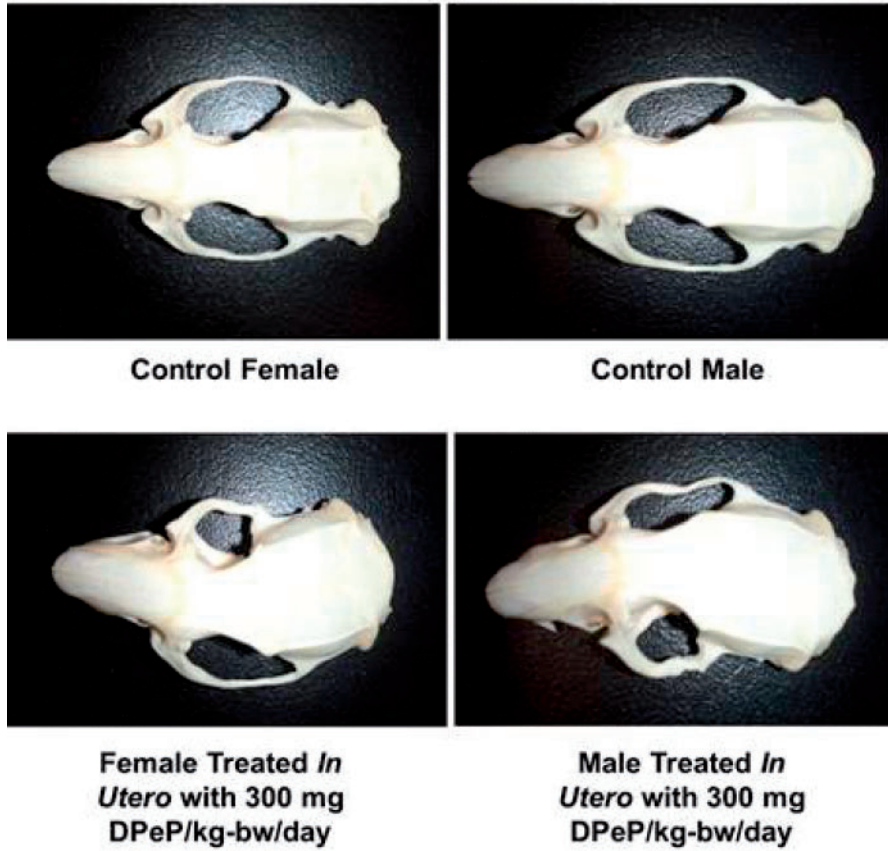 Control Female
Control Male
Female Treated In
Utero with 300 mg
DPeP/kg-bw/day
Male Treated In
Utero with 300 mg
DPeP/kg-bw/day